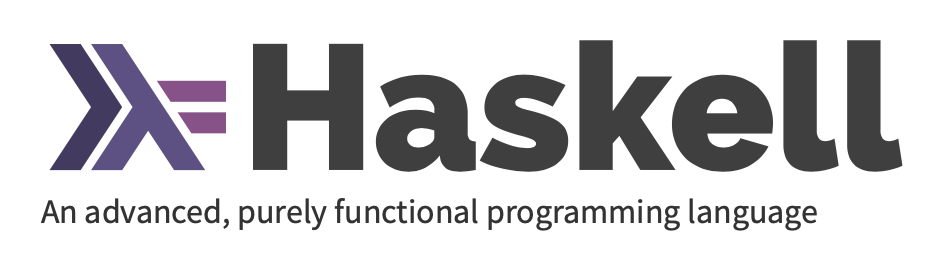 Haskell
An advanced, purely functional programming language